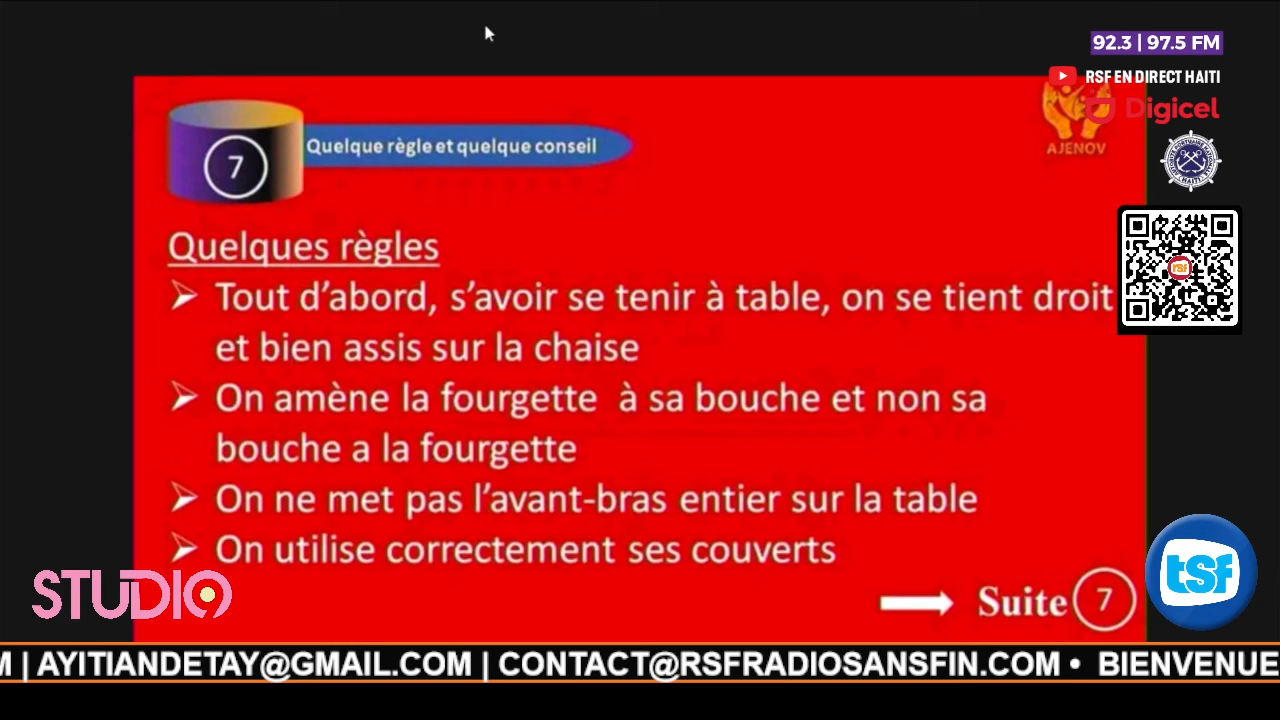 92.3 | 97.5 FM
RSF EN DIRECT HAITI
Digicel
AJENOV
7
Quelque règle et quelque conseil
Quelques règles
➢ Tout d’abord, s’avoir se tenir à table, on se tient droit
et bien assis sur la chaise
➢ On amène la fourgette à sa bouche et non sa
bouche a la fourgette
➢ On ne met pas l’avant-bras entier sur la table
➢ On utilise correctement ses couverts
Suite 7
rsf
STUDIO
tsf
M | AYITIANDETAY@GMAIL.COM | CONTACT@RSFRADIOSANSFIN.COM • BIENVENUE